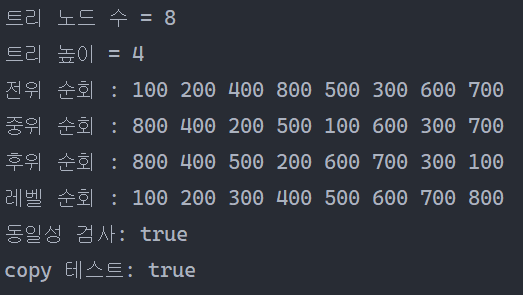 트리 노드 수 = 8
트리 높이 = 4
전위 순회 : 100 200 400 800 500 300 600 700
중위 순회 : 800 400 200 500 100 600 300 700
후위 순회 : 800 400 500 200 600 700 300 100
레벨 순회 : 100 200 300 400 500 600 700 800
동일성 검사: true
copy 테스트: true